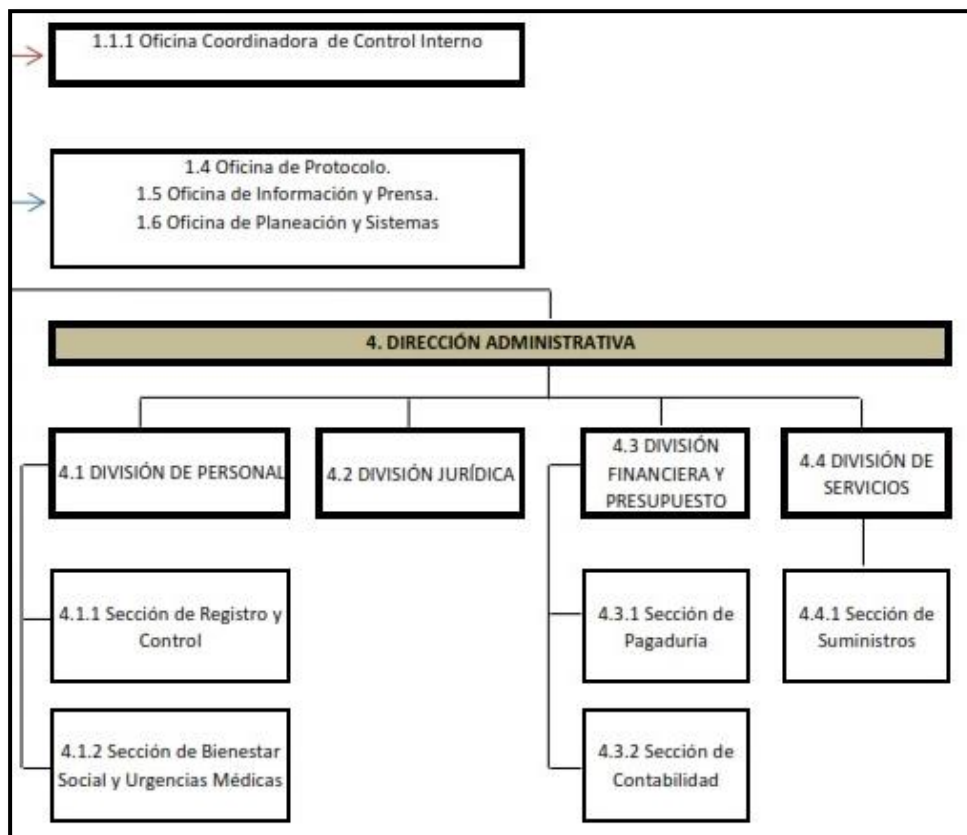 1.1.1 Oficina Coordinadora de Control Interno
1.4 Oficina de Protocolo.
1.5 Oficina de Información y Prensa.
1.6 Oficina de Planeación y Sistemas
4. DIRECCIÓN ADMINISTRATIVA
4.1 DIVISIÓN DE PERSONAL
4.2 DIVISIÓN JURÍDICA
4.3 DIVISIÓN
FINANCIERA Y
PRESUPUESTO
4.4 DIVISIÓN DE
SERVICIOS
4.1.1 Sección de Registro y
Control
4.3.1 Sección de
Pagaduría
4.4.1 Sección de
Suministros
4.1.2 Sección de Bienestar
Social y Urgencias Médicas
4.3.2 Sección de
Contabilidad